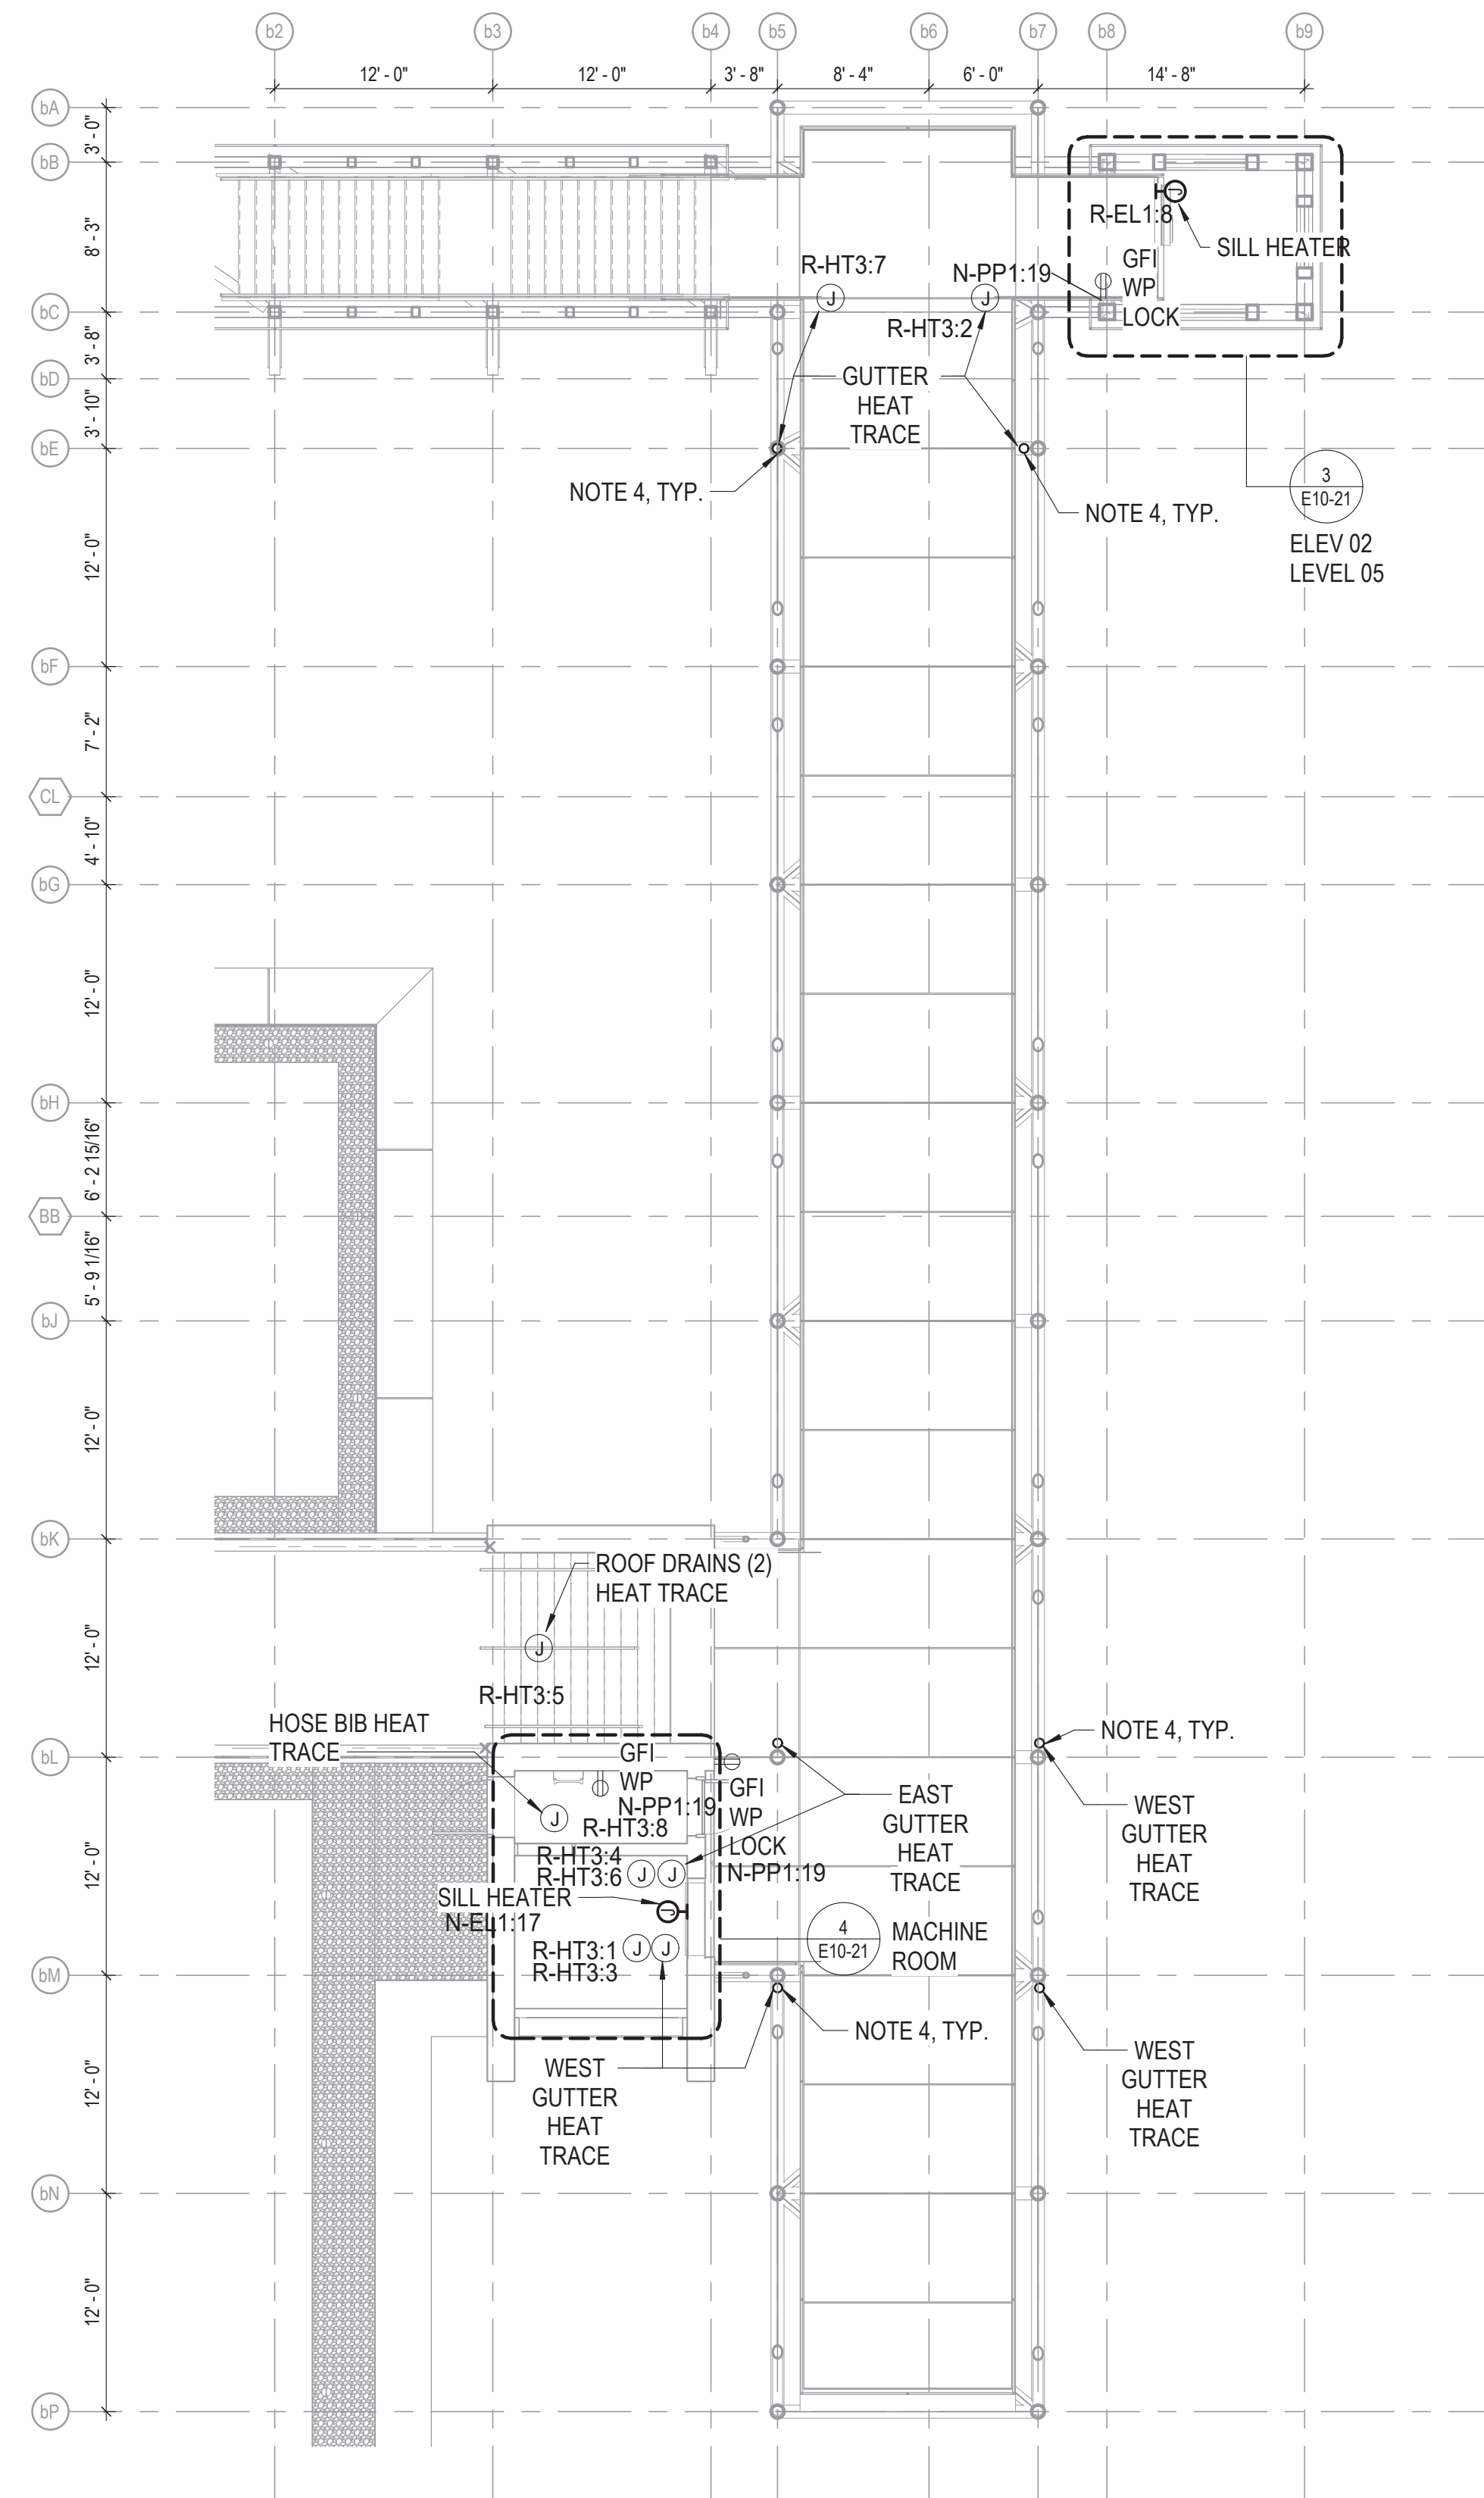 b2
b3
b4
b5
b6
b7
b8
b9
12' - 0"
12' - 0"
3' - 8"
8' - 4"
6' - 0"
14' - 8"
bA
3' - 0"
bB
8' - 3"
bC
3' - 8"
bD
3' - 10"
bE
12' - 0"
bF
7' - 2"
CL
4' - 10"
bG
12' - 0"
bH
6' - 2 15/16"
BB
5' - 9 1/16"
bJ
12' - 0"
bK
12' - 0"
bL
12' - 0"
bM
12' - 0"
bN
12' - 0"
bP
J
R-EL1:8
SILL HEATER
R-HT3:7
J
N-PP1:19
J
R-HT3:2
GFI
WP
LOCK
GUTTER
HEAT
TRACE
NOTE 4, TYP.
NOTE 4, TYP.
3
E10-21
ELEV 02
LEVEL 05
ROOF DRAINS (2)
HEAT TRACE
J
R-HT3:5
HOSE BIB HEAT
TRACE
J
GFI
WP
N-PP1:19
R-HT3:8
GFI
WP
LOCK
N-PP1:19
R-HT3:4
R-HT3:6
J
J
SILL HEATER
N-EL1:17
J
R-HT3:1
R-HT3:3
J
J
EAST
GUTTER
HEAT
TRACE
4
E10-21
MACHINE
ROOM
NOTE 4, TYP.
WEST
GUTTER
HEAT
TRACE
NOTE 4, TYP.
WEST
GUTTER
HEAT
TRACE
WEST
GUTTER
HEAT
TRACE